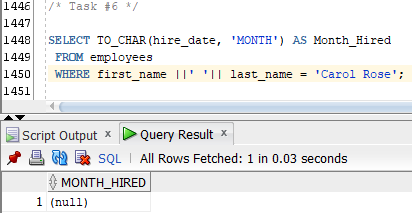 1446 /* Task #6 */
1447
1448 SELECT TO_CHAR(hire_date, 'MONTH') AS Month_Hired
1449 FROM employees
1450 WHERE first_name ||' '|| last_name = 'Carol Rose';
1451
Script Output x Query Result x
SQL | All Rows Fetched: 1 in 0.03 seconds
MONTH_HIRED
1 (null)